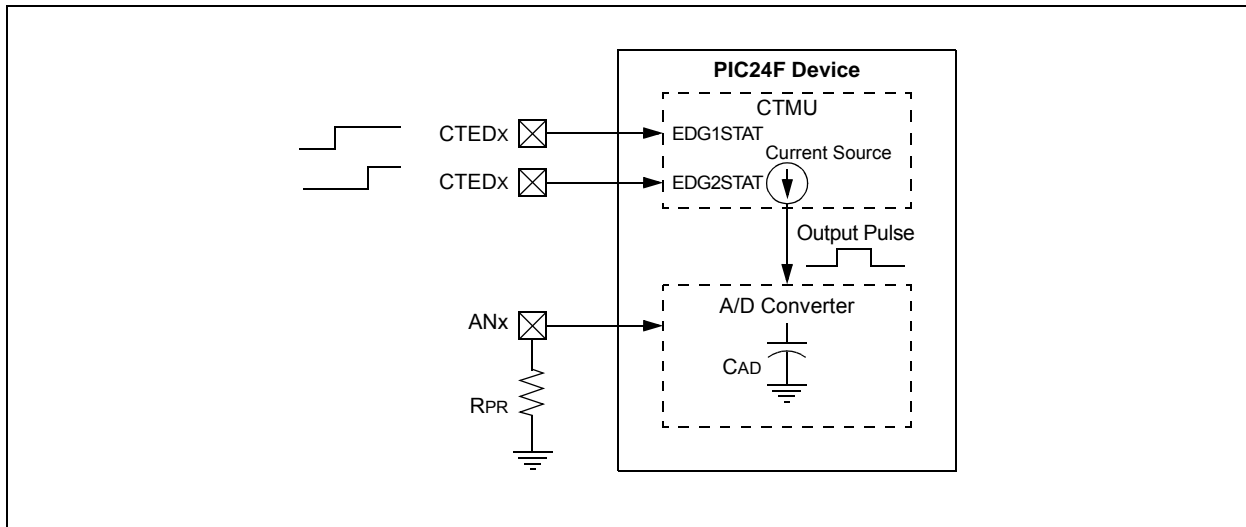 PIC24F Device
CTMU
CTEDX
EDG1STAT
Current Source
CTEDX
EDG2STAT
Output Pulse
A/D Converter
ANX
CAD
RPR